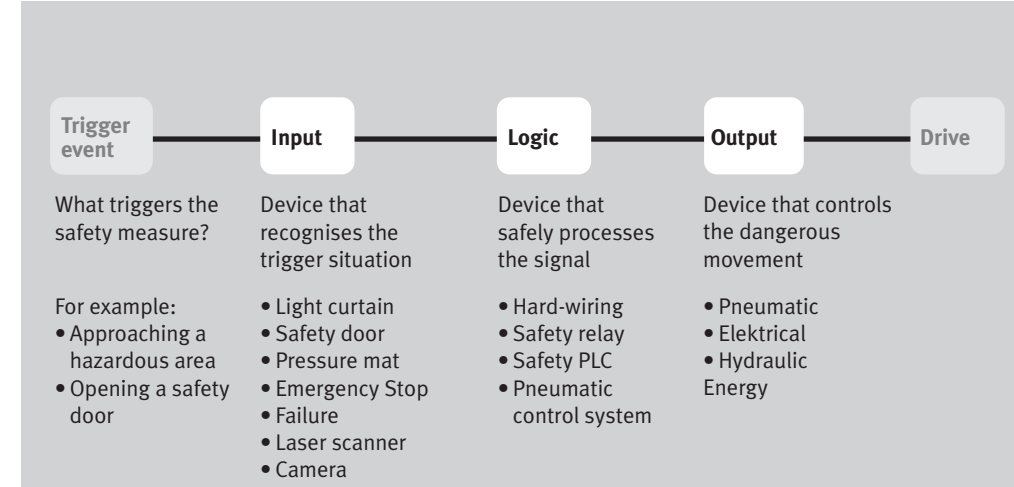 Trigger
event
Input
Logic
Output
Drive
What triggers the
safety measure?
For example:
• Approaching a
hazardous area
• Opening a safety
door
Device that
recognises the
trigger situation
• Light curtain
• Safety door
• Pressure mat
• Emergency Stop
• Failure
• Laser scanner
• Camera
Device that
safely processes
the signal
• Hard-wiring
• Safety relay
• Safety PLC
• Pneumatic
control system
Device that controls
the dangerous
movement
• Pneumatic
• Elektrical
• Hydraulic
Energy